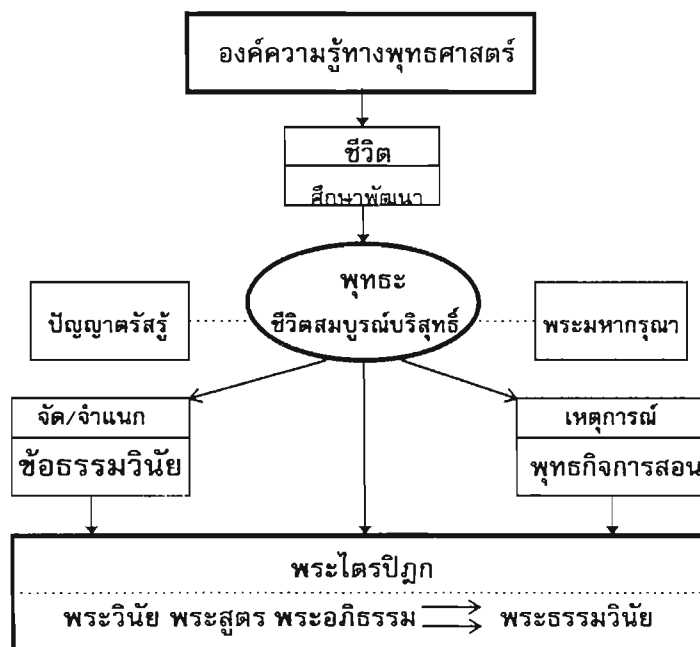 องค์ความรู้ทางพุทธศาสตร์
ชีวิต
ศึกษาพัฒนา
พุทธะ
ชีวิตสมบูรณ์บริสุทธิ์
ปัญญาตรัสรู้
พระมหากรุณา
จัด/จำแนก
ข้อธรรมวินัย
เหตุการณ์
พุทธกิจการสอน
พระไตรปิฎก
พระวินัย พระสูตร พระอภิธรรม พระธรรมวินัย